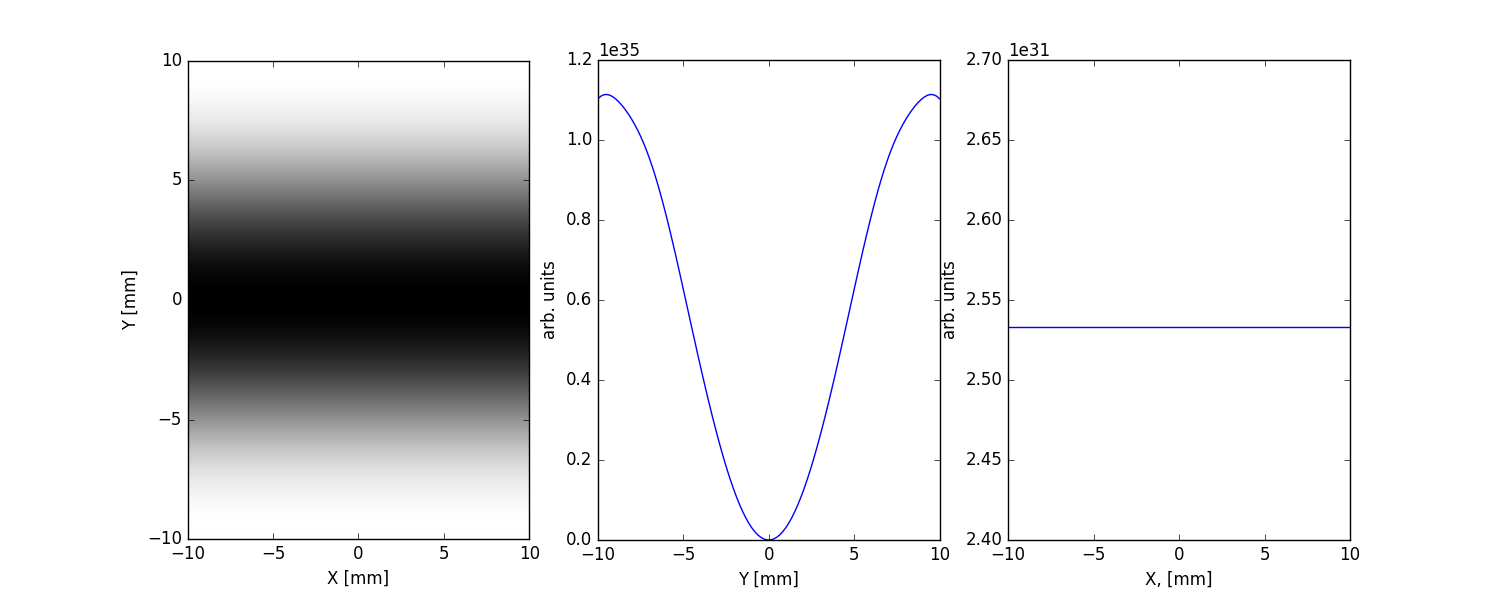 10
5
0
−5
−10
−10 −5 0 5 10
X [mm]
Y [mm]
1e35
1.2
1.0
0.8
0.6
0.4
0.2
0.0
−10 −5 0 5 10
Y [mm]
arb. units
1e31
2.70
2.65
2.60
2.55
2.50
2.45
2.40
−10 −5 0 5 10
X, [mm]
arb. units